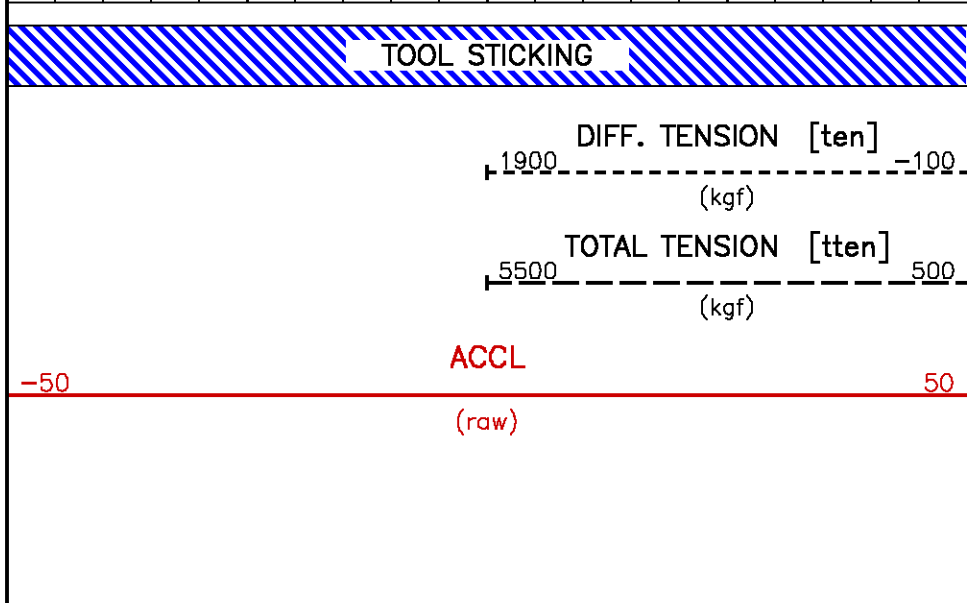 TOOL STICKING
DIFF. TENSION [ten]
1900 -100
(kgf)
TOTAL TENSION [tten]
5500 500
(kgf)
ACCL
-50 50
(raw)